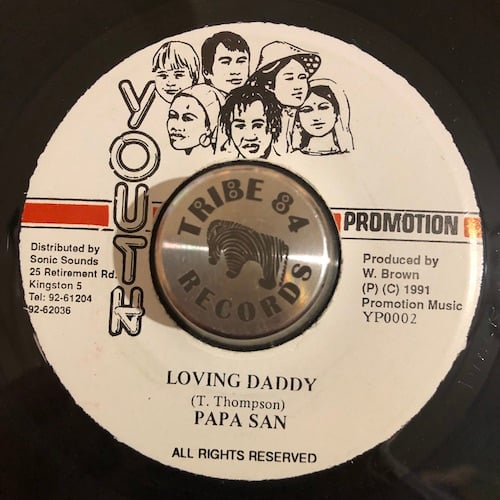 YOUTH
PROMOTION
TRIBE 84
RECORDS
Distributed by
Sonic Sounds
25 Retirement Rd.
Kingston 5
Tel: 92-61204
92-62036
Produced by
W. Brown
(P) (C) 1991
Promotion Music
YP0002
LOVING DADDY
(T. Thompson)
PAPA SAN
ALL RIGHTS RESERVED